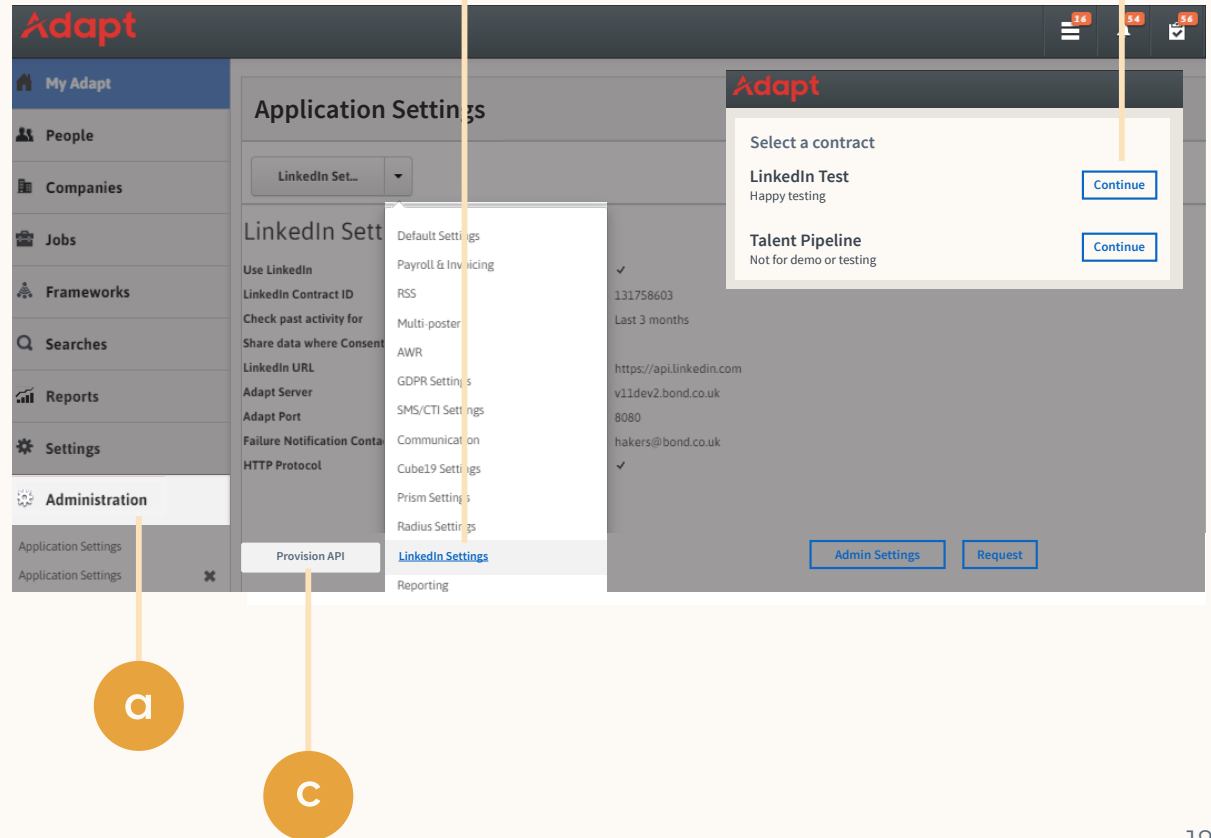 Adapt
16
54
56
My Adapt
People
Companies
Jobs
Frameworks
Searches
Reports
Settings
Administration
Application Settings
Application Settings
Application Settings
LinkedIn Set...
LinkedIn Sett
Use LinkedIn
LinkedIn Contract ID
131758603
Check past activity for
Last 3 months
Share data where Consent
LinkedIn URL
https://api.linkedin.com
Adapt Server
v11dev2.bond.co.uk
Adapt Port
8080
Failure Notification Conta
hakers@bond.co.uk
HTTP Protocol
Provision API
Default Settings
Payroll & Invoicing
RSS
Multi-poster
AWR
GDPR Settings
SMS/CTI Settings
Communication
Cube19 Settings
Prism Settings
Radius Settings
LinkedIn Settings
Reporting
Adapt
Select a contract
LinkedIn Test
Happy testing
Continue
Talent Pipeline
Not for demo or testing
Continue
Admin Settings
Request
a
c